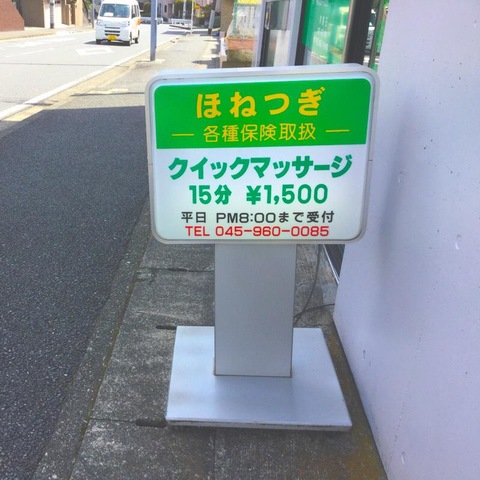 ほねつぎ
― 各種保険取扱 ―
クイックマッサージ
15分 ¥1,500
平日 PM8:00まで受付
TEL 045-960-0085